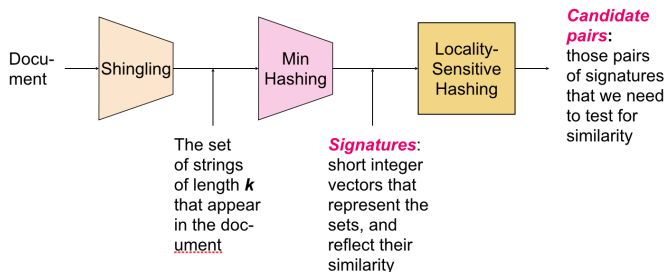 Docu-
ment
Shingling
The set
of strings
of length k
that appear
in the doc-
ument
Min
Hashing
Signatures:
short integer
vectors that
represent the
sets, and
reflect their
similarity
Locality-
Sensitive
Hashing
Candidate
pairs:
those pairs
of signatures
that we need
to test for
similarity